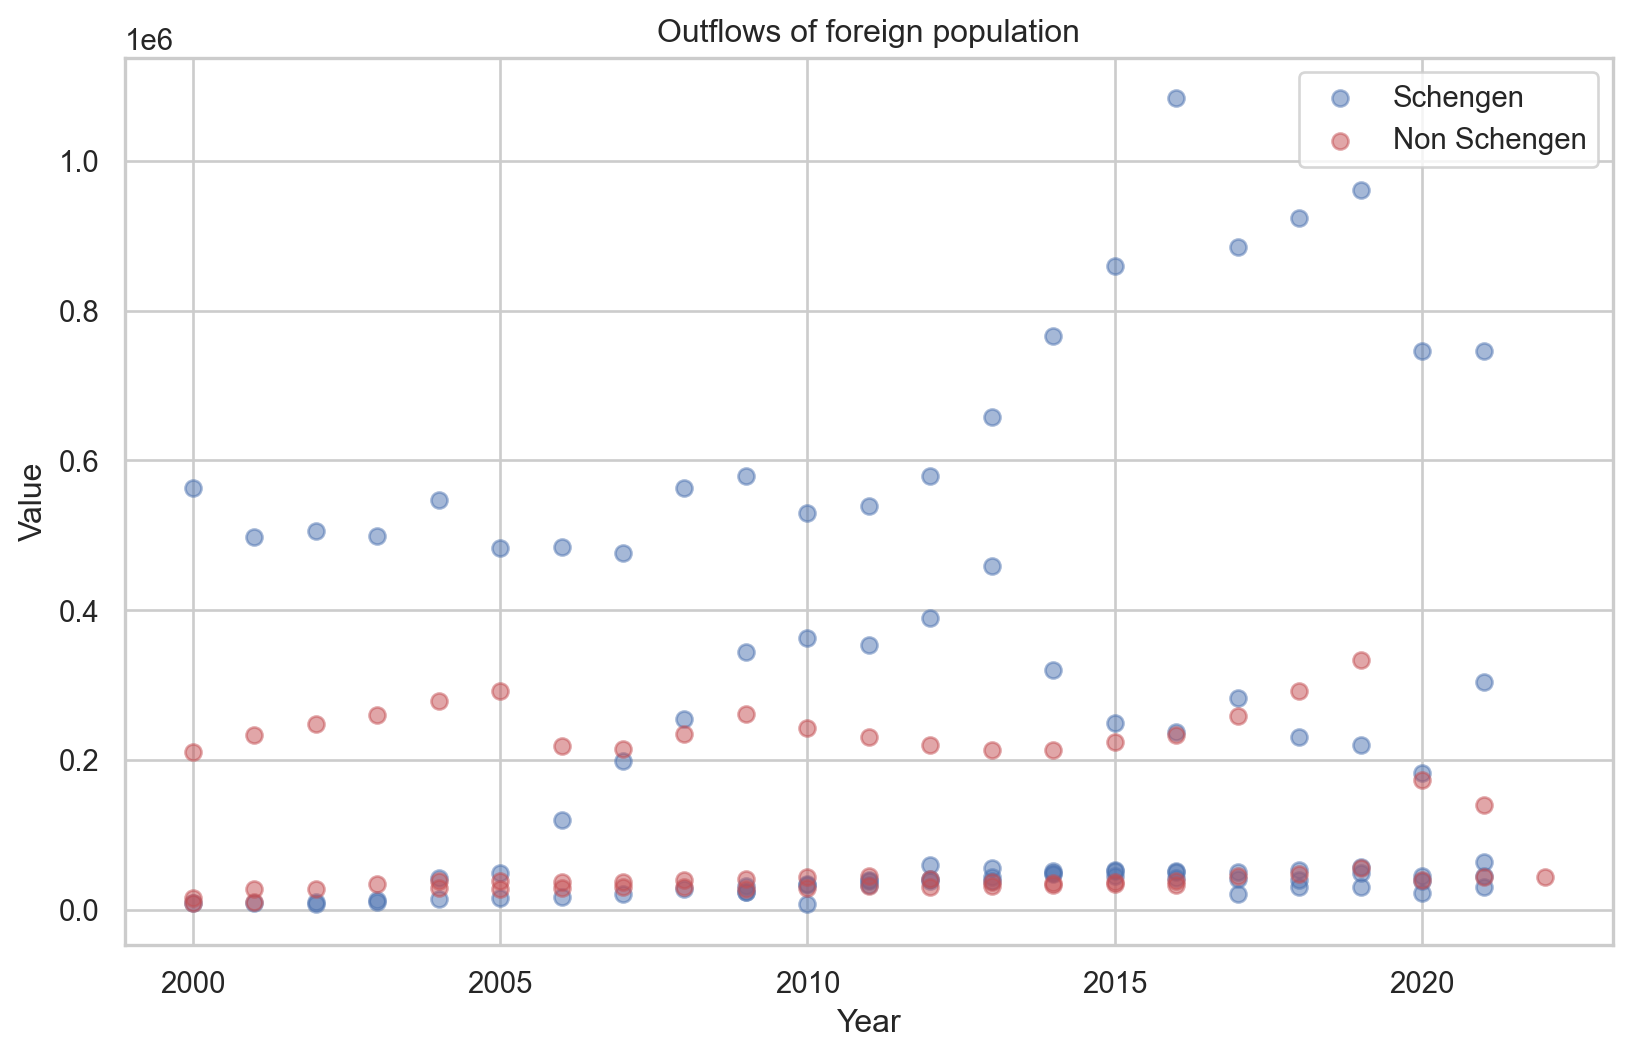 Outflows of foreign population
1e6
Schengen
Non Schengen
1.0
0.8
0.6
0.4
0.2
0.0
Value
2000
2005
2010
2015
2020
Year